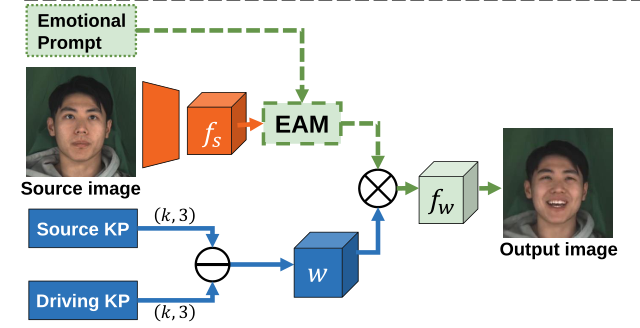 Emotional
Prompt
f_s
EAM
Source image
(k, 3)
Source KP
f_w
w
Output image
Driving KP
(k, 3)